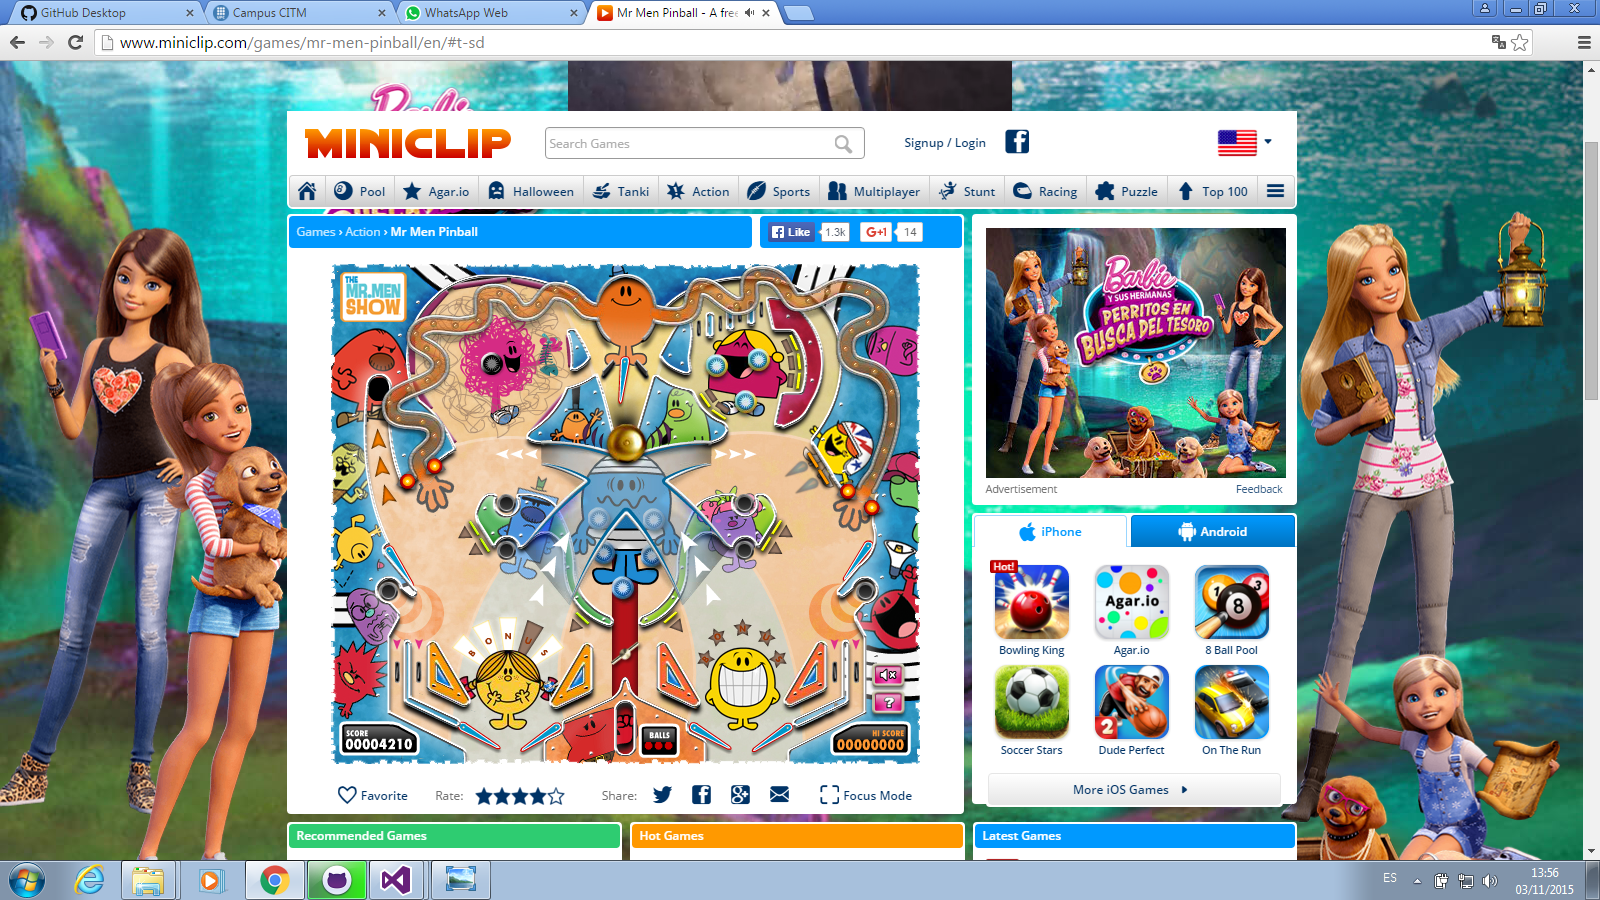 GitHub Desktop
Campus CITM
WhatsApp Web
Mr Men Pinball - A free
www.miniclip.com/games/mr-men-pinball/en/#t-sd
Barbie
MINICLIP
Search Games
Signup / Login
Pool
Agar.io
Halloween
Tanki
Action
Sports
Multiplayer
Stunt
Racing
Puzzle
Top 100
Games › Action › Mr Men Pinball
Like
1.3k
G+1
14
THE
MR.MEN
SHOW
BONUS
SCORE
00004210
BALLS
?
HI SCORE
00000000
Favorite
Rate:
Share:
Focus Mode
Barbie
Y SUS HERMANAS
PERRITOS EN
BUSCA DEL TESORO
Advertisement
Feedback
iPhone
Android
Hot!
Bowling King
Agar.io
Agar.io
8
8 Ball Pool
Soccer Stars
2
Dude Perfect
On The Run
More iOS Games
Recommended Games
Hot Games
Latest Games
ES
13:56
03/11/2015